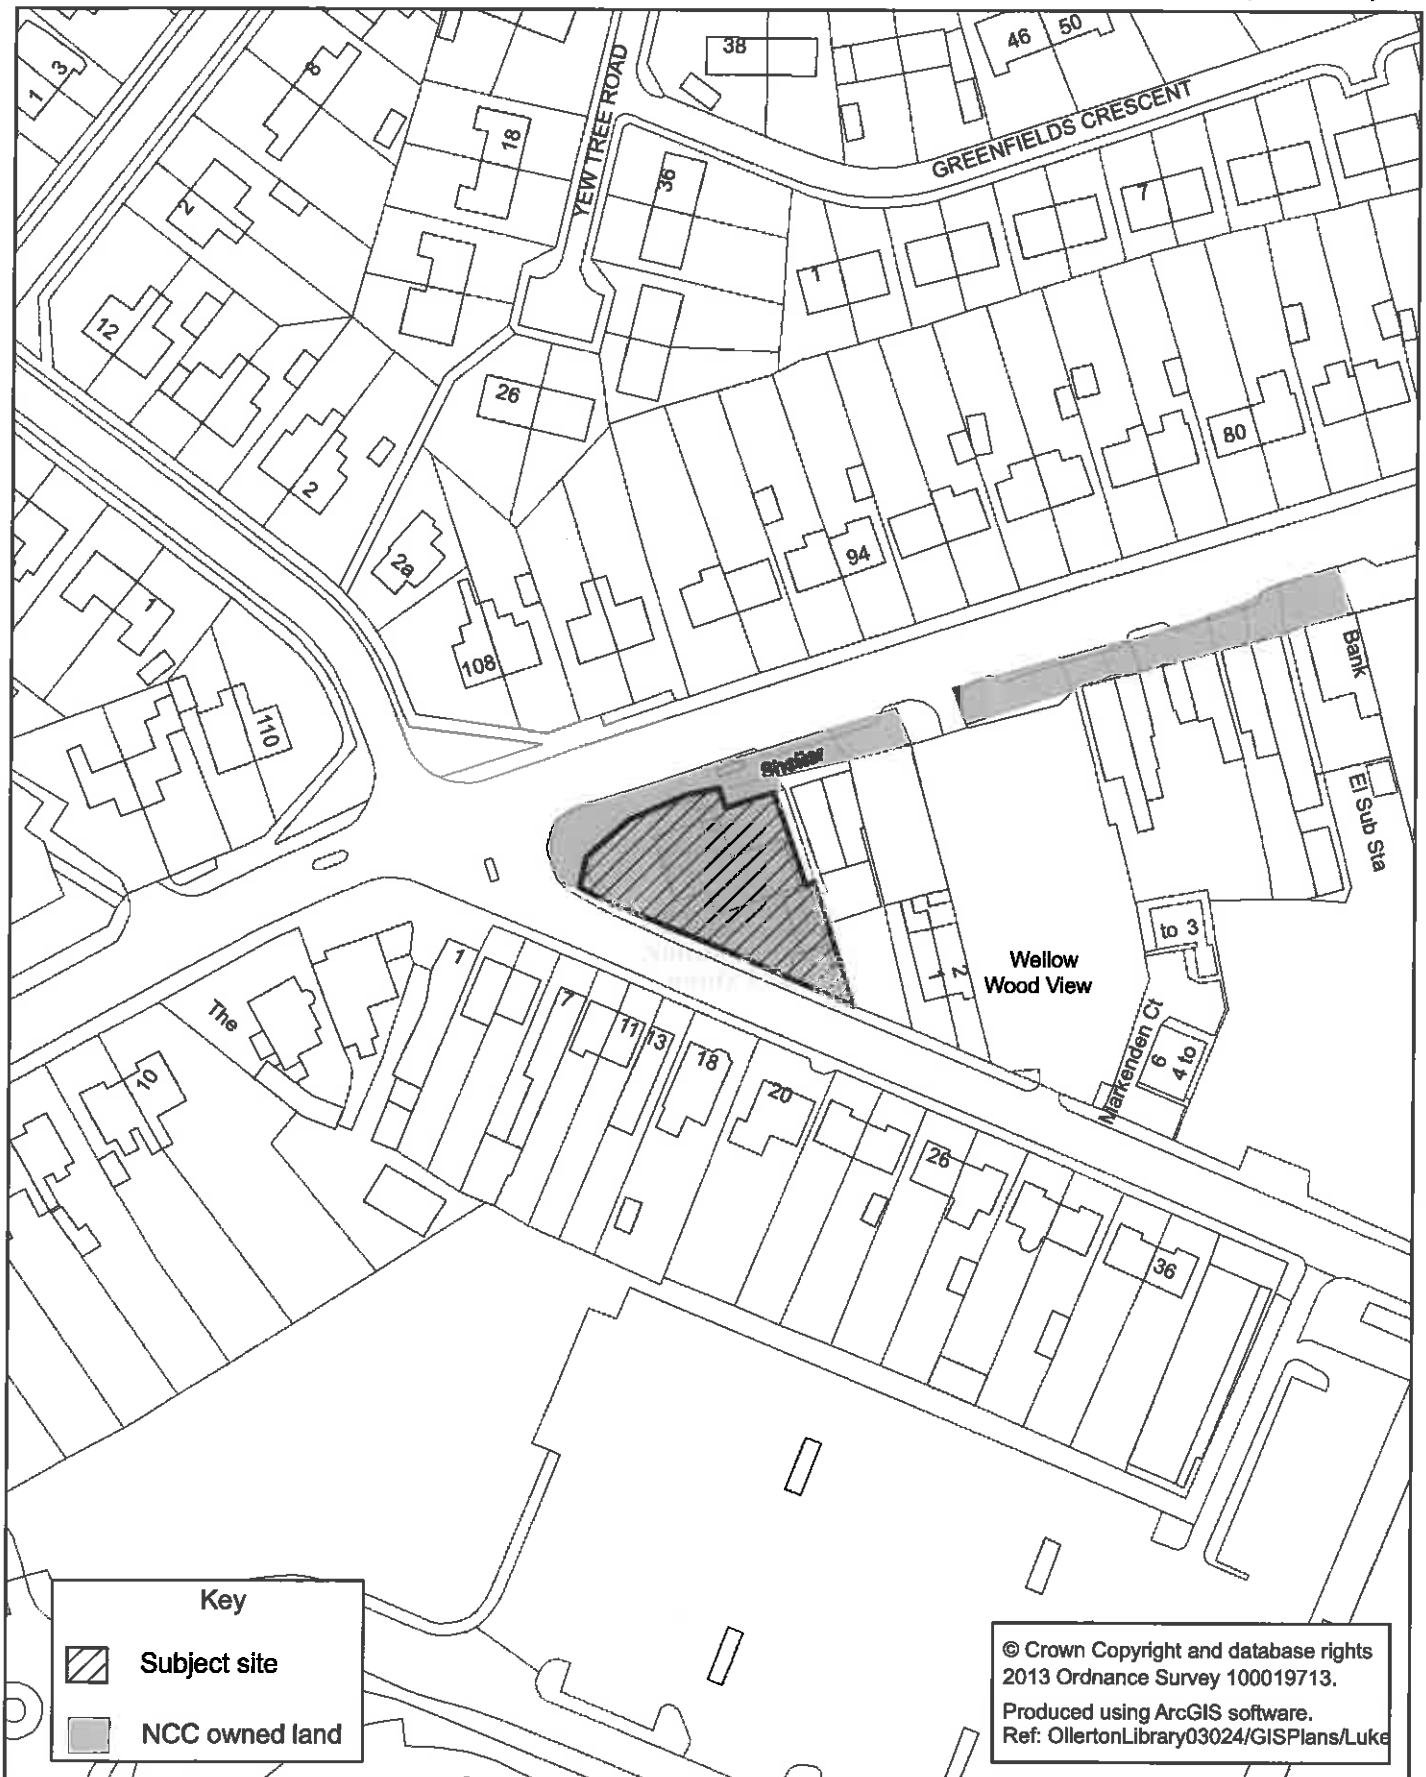 38
46
50
3
1
8
YEW TREE ROAD
GREENFIELDS CRESCENT
18
36
7
2
1
12
26
80
2
94
2a
1
108
Bank
110
Shelter
El Sub Sta
to 3
1
1
2
Wellow
Wood View
The
7
11
13
18
Markenden Ct
6
4 to
10
20
26
36
Key
Subject site
NCC owned land
© Crown Copyright and database rights
2013 Ordnance Survey 100019713.
Produced using ArcGIS software.
Ref: OllertonLibrary03024/GISPlans/Luke